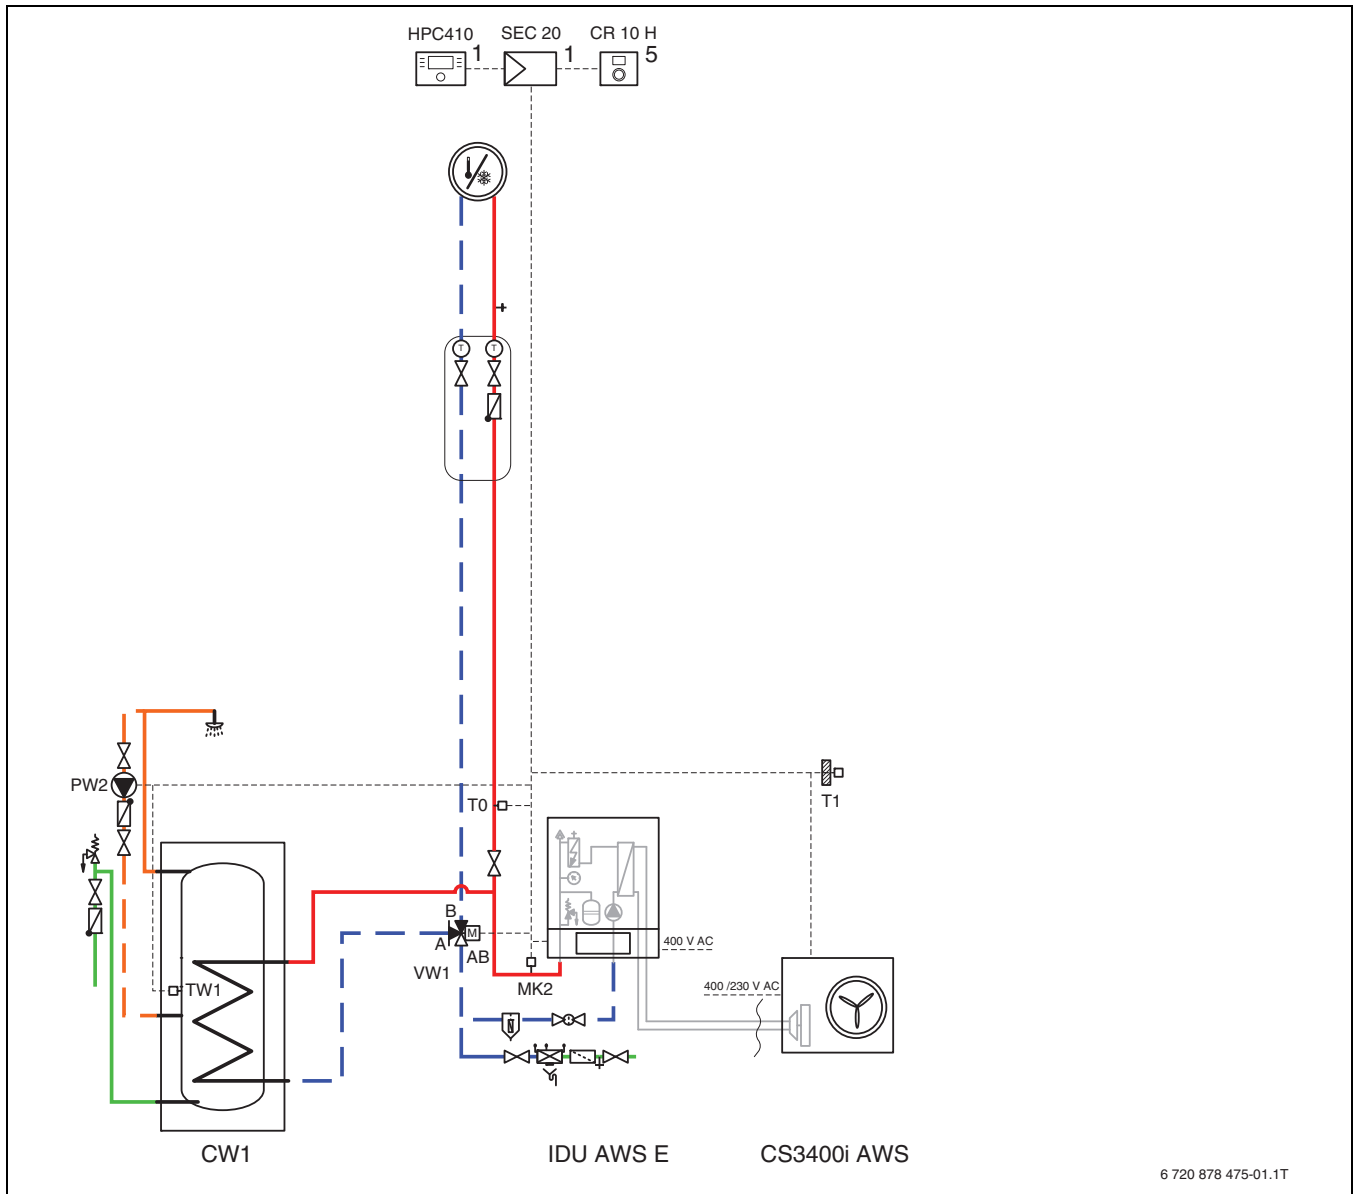 HPC410 SEC 20 CR 10 H
1 1 5
T T
PW2
T0
T1
B
A
M
AB
VW1
MK2
400 V AC
400 /230 V AC
TW1
CW1 IDU AWS E CS3400i AWS
6 720 878 475-01.1T